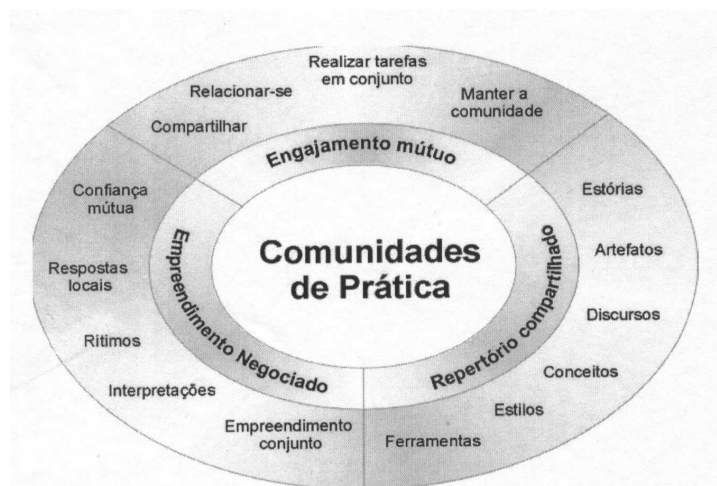 Realizar tarefas
em conjunto
Relacionar-se
Manter a
comunidade
Compartilhar
Engajamento mútuo
Confiança
mútua
Estórias
Empreendimento Negociado
Repertório compartilhado
Comunidades
de Prática
Artefatos
Respostas
locais
Discursos
Ritimos
Conceitos
Interpretações
Estilos
Empreendimento
conjunto
Ferramentas